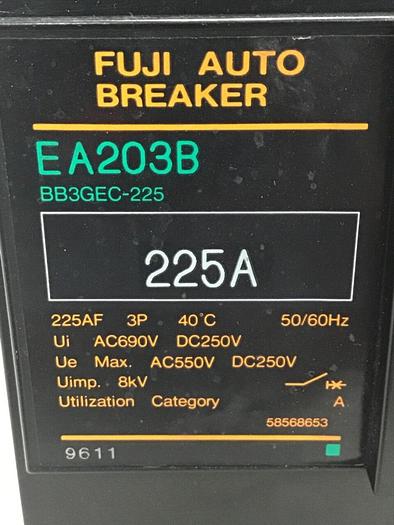 FUJI AUTO
BREAKER
EA203B
BB3GEC-225
225A
225AF 3P 40°C 50/60Hz
Ui AC690V DC250V
Ue Max. AC550V DC250V
Uimp. 8kV
Utilization Category A
58568653
9611